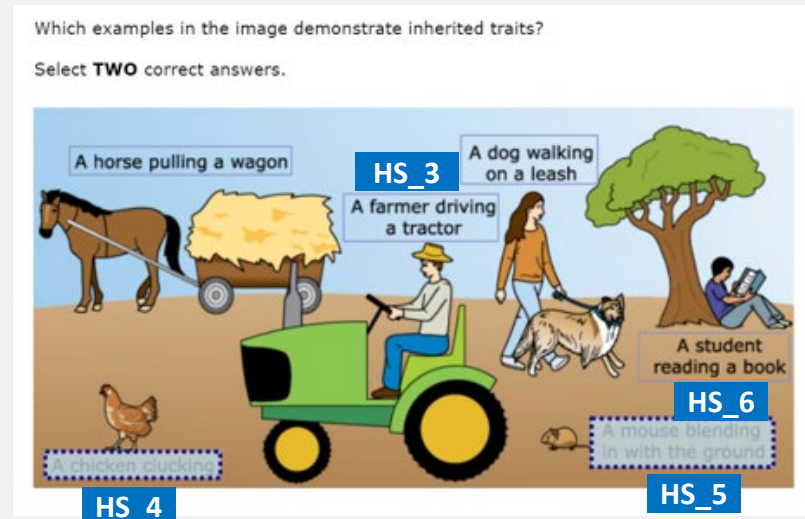 Which examples in the image demonstrate inherited traits?
Select TWO correct answers.
A horse pulling a wagon
HS_3
A dog walking
on a leash
A farmer driving
a tractor
A student
reading a book
HS_6
A mouse blending
in with the ground
A chicken clucking
HS_5
HS_4